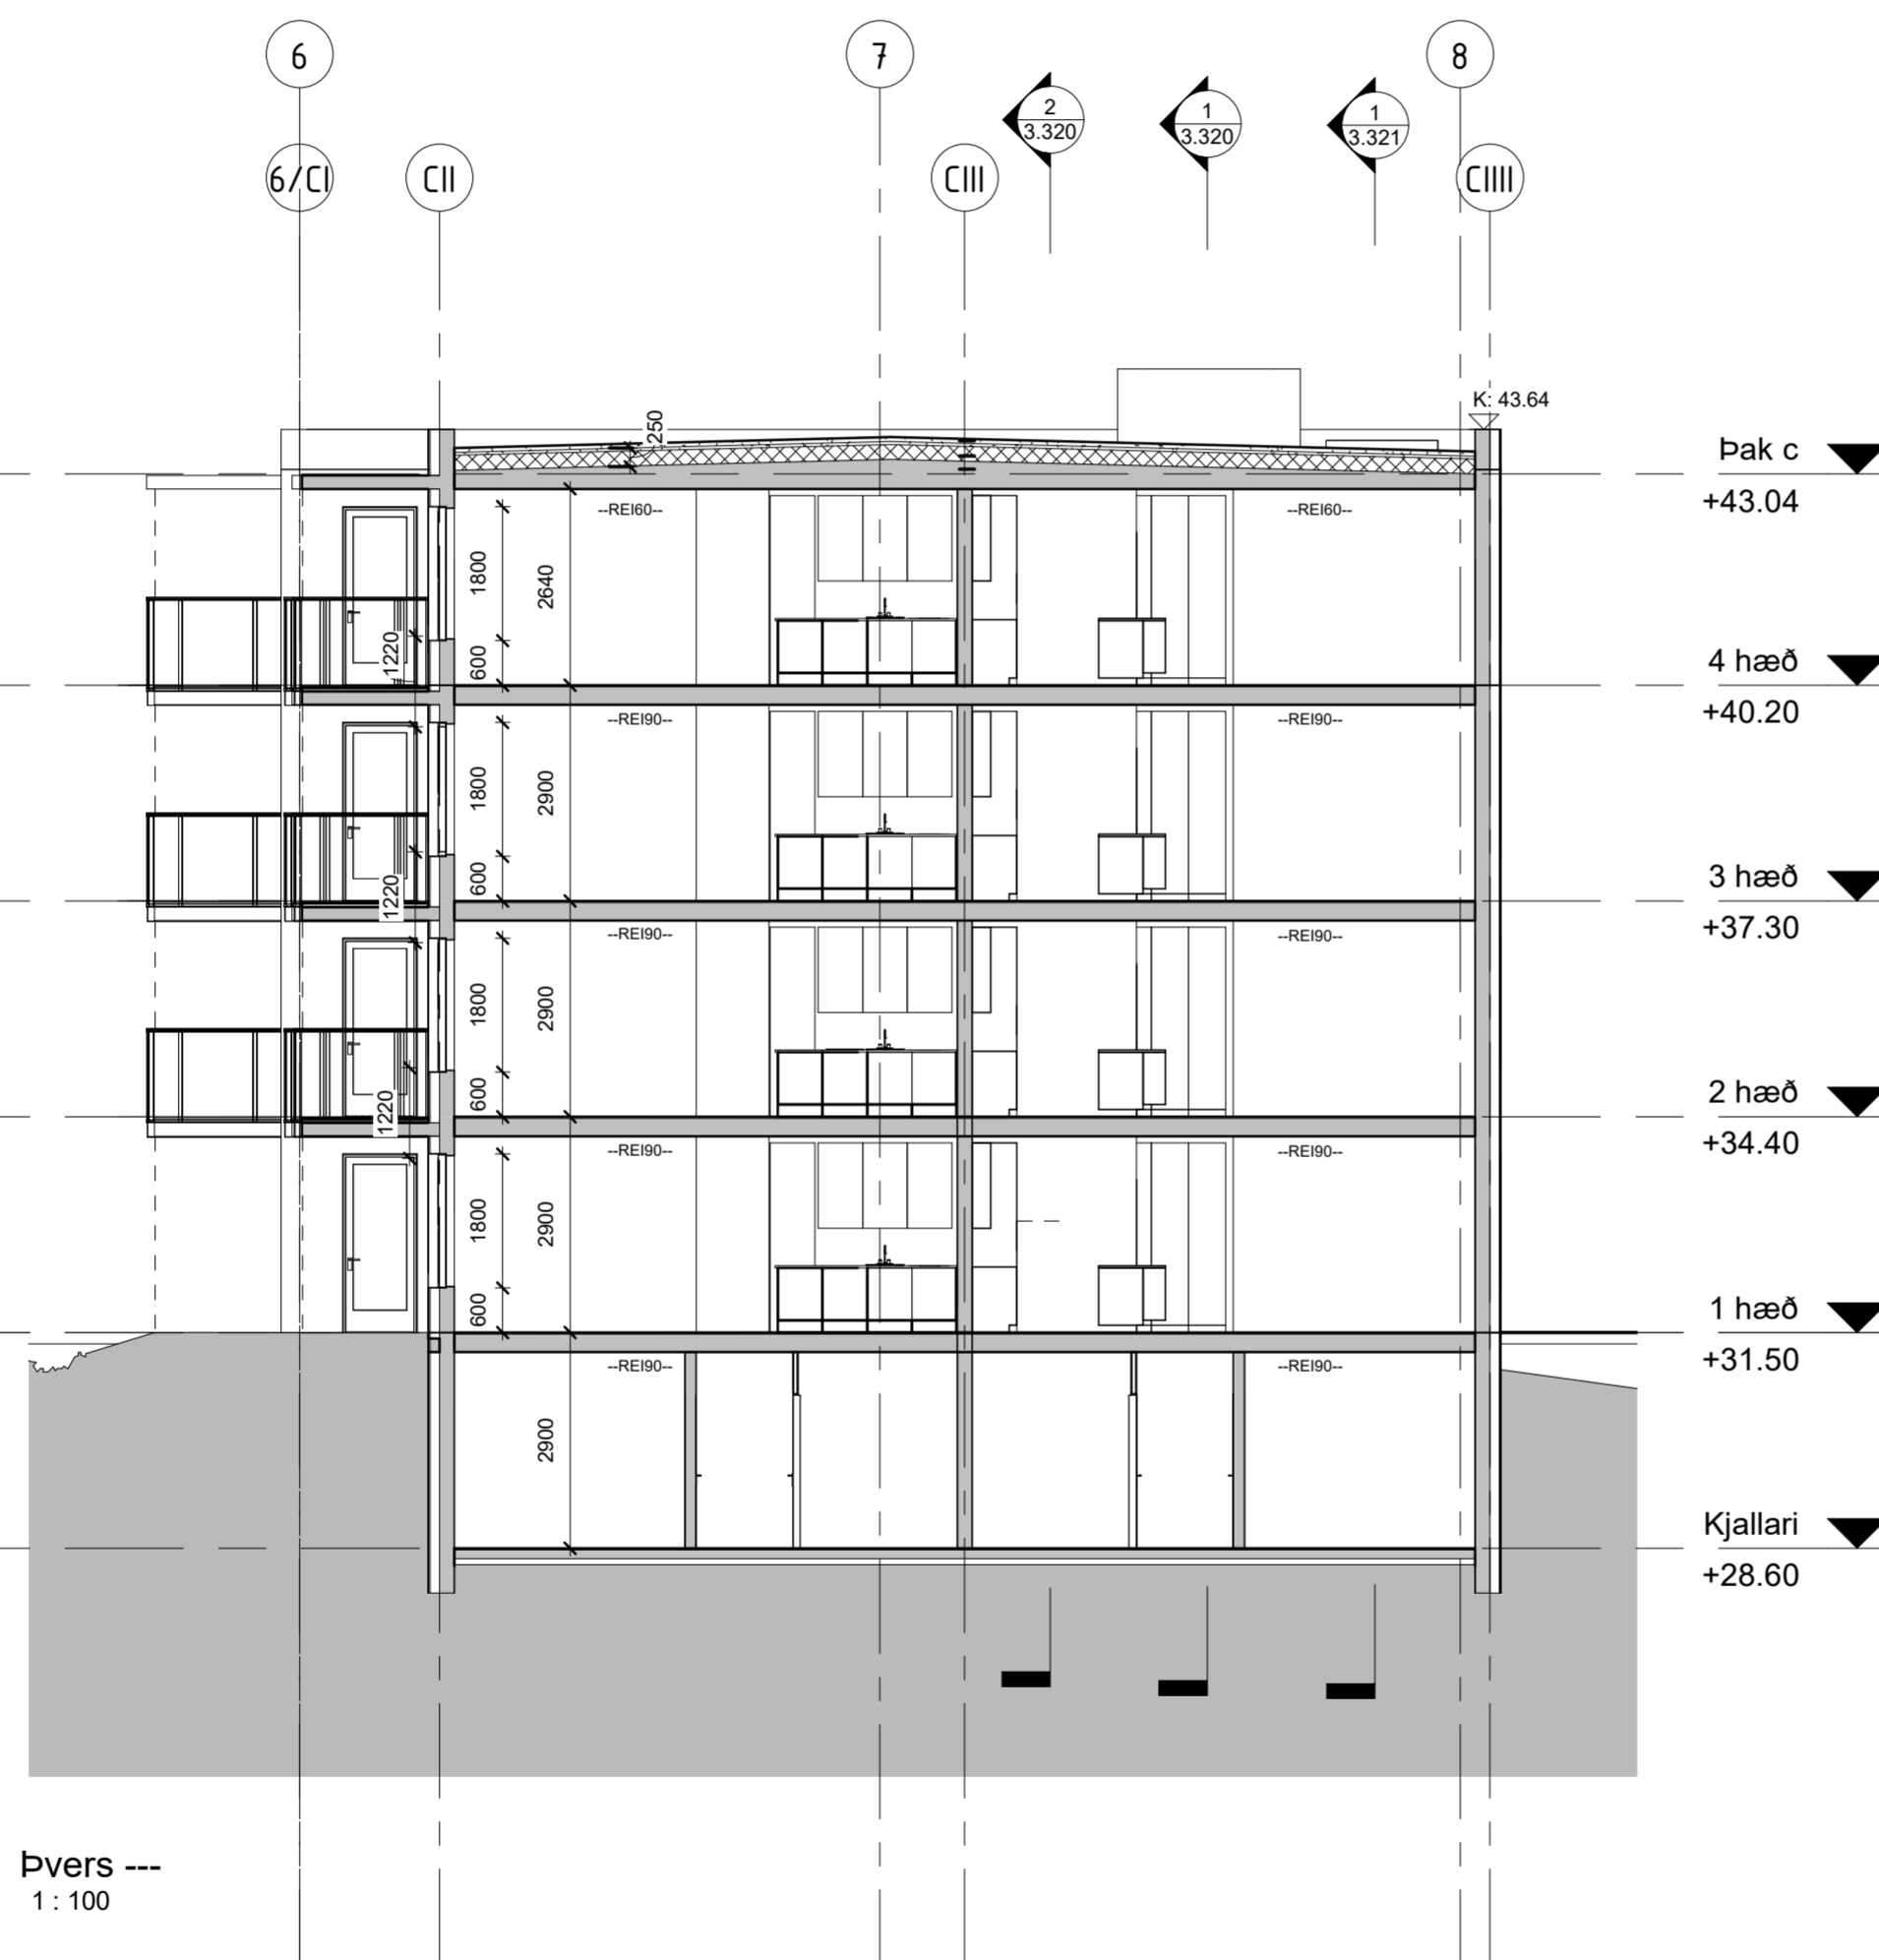 6
7
8
2
3.320
1
3.320
1
3.321
6/CI
CII
CIII
CIIII
K: 43.64
250
Þak c
+43.04
--REI60--
--REI60--
1800
2640
600
1220
4 hæð
+40.20
--REI90--
--REI90--
1800
2900
600
1220
3 hæð
+37.30
--REI90--
--REI90--
1800
2900
600
1220
2 hæð
+34.40
--REI90--
--REI90--
1800
2900
600
1 hæð
+31.50
--REI90--
--REI90--
2900
Kjallari
+28.60
Þvers ---
1 : 100